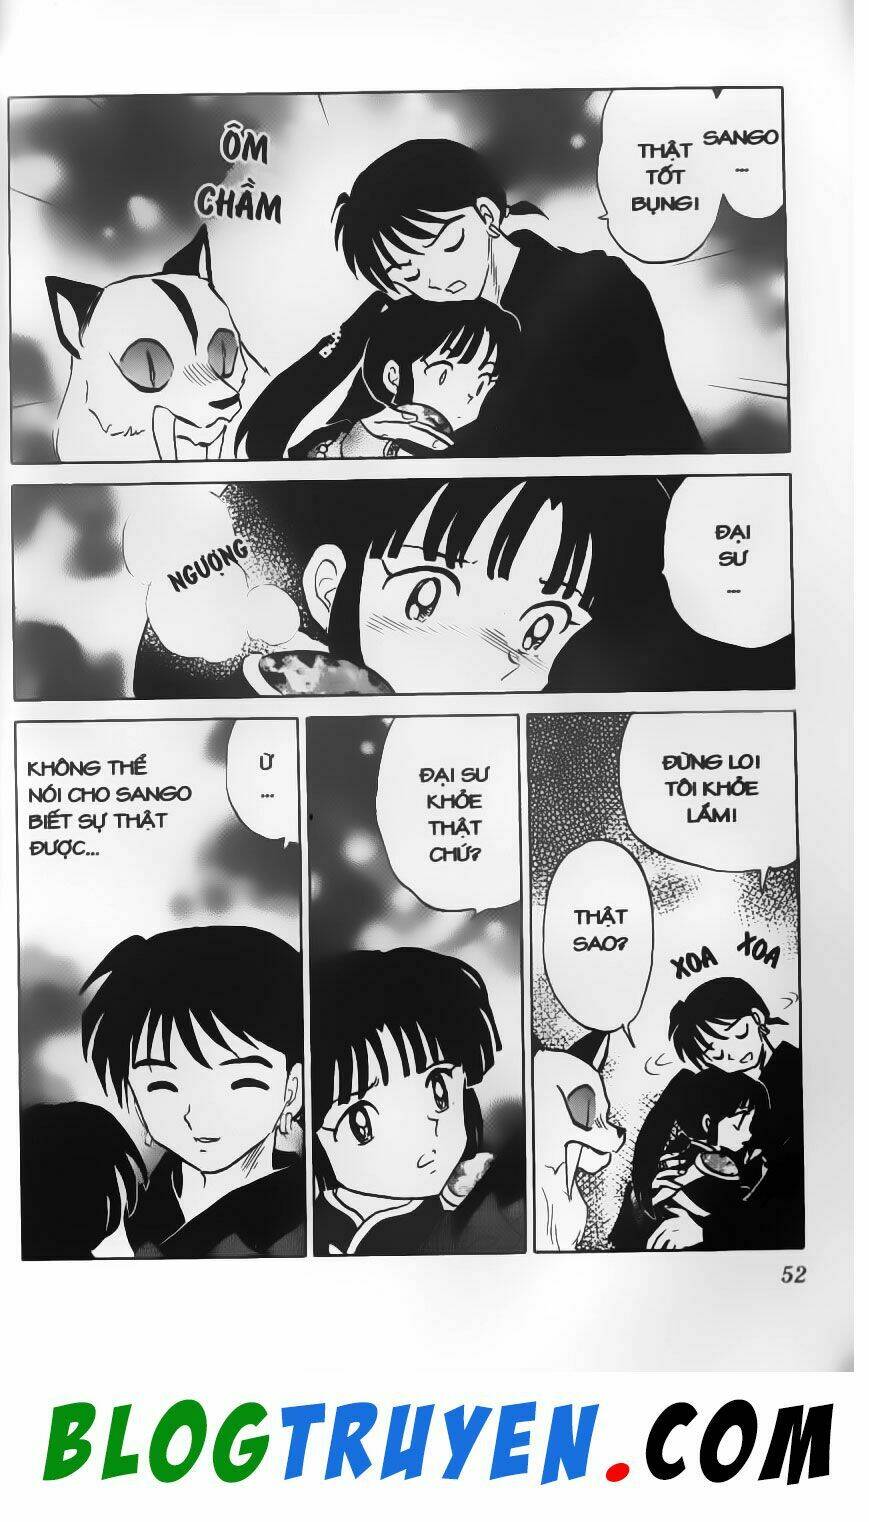 SANGO
...
THẬT
TỐT
BỤNG!
ÔM
CHẦM
ĐẠI
SƯ
...
NGƯỢNG
ĐỪNG LO!
TÔI KHỎE
LẮM!
THẬT
SAO?
XOA XOA
ĐẠI SƯ
KHỎE
THẬT
CHỨ?
Ừ
...
KHÔNG THỂ
NÓI CHO SANGO
BIẾT SỰ THẬT
ĐƯỢC...
52
BLOGTRUYEN.COM